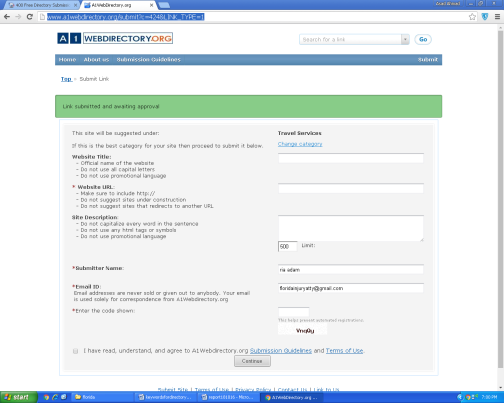 400 Free Directory Submiss
A1WebDirectory.org
www.a1webdirectory.org/submit?c=424&LINK_TYPE=1
A 1 WEBDIRECTORY.ORG
Search for a link
Go
Home About us Submission Guidelines Submit
Top » Submit Link
Link submitted and awaiting approval
This site will be suggested under: Travel Services
If this is the best category for your site then proceed to submit it below. Change category
Website Title:
- Official name of the website
- Do not use all capital letters
- Do not use promotional language
* Website URL:
- Make sure to include http://
- Do not suggest sites under construction
- Do not suggest sites that redirects to another URL
Site Description:
- Do not capitalize every word in the sentence
- Do not use any html tags or symbols
- Do not use promotional language
500 Limit:
*Submitter Name: ria adam
*Email ID: floridainjuryatty@gmail.com
Email addresses are never sold or given out to anybody. Your email
is used solely for correspondence from A1Webdirectory.org
*Enter the code shown:
This helps prevent automated registrations.
I have read, understand, and agree to A1Webdirectory.org Submission Guidelines and Terms of Use.
Continue
Submit Site | Terms of Use | Privacy Policy | Contact Us | Link to Us
start
florida
report101816 - Micro...
A1WebDirectory.org ...
7:00 PM